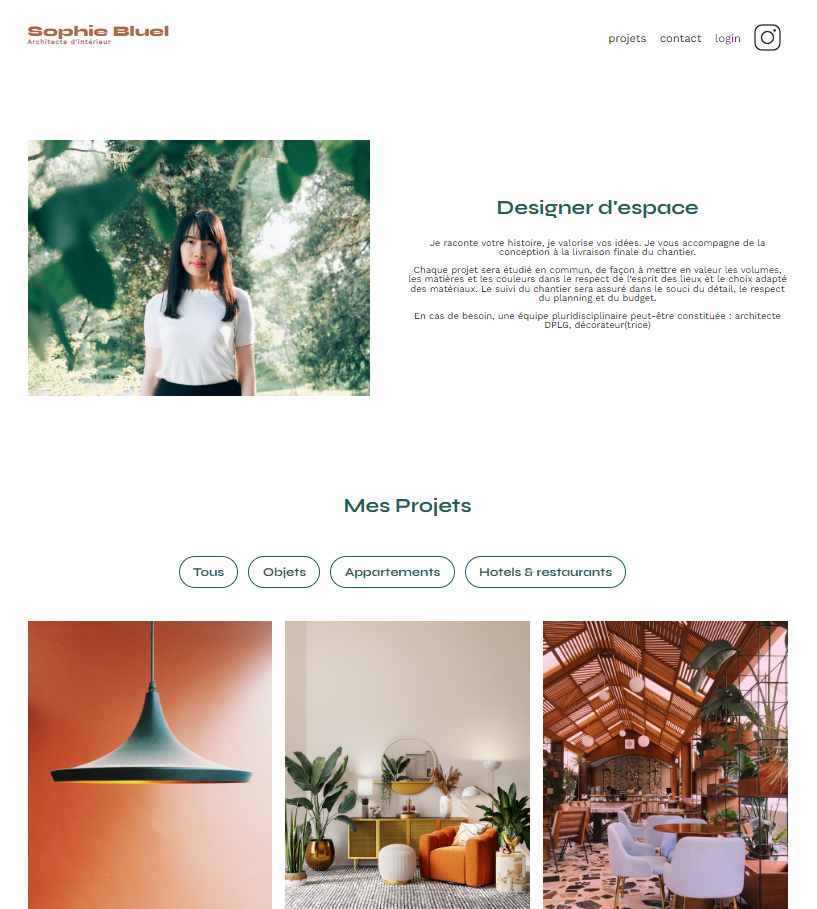 Sophie Bluel
Architecte d'intérieur
projets contact login
Designer d'espace
Je raconte votre histoire, je valorise vos idées. Je vous accompagne de la
conception à la livraison finale du chantier.
Chaque projet sera étudié en commun, de façon à mettre en valeur les volumes,
les matières et les couleurs dans le respect de l'esprit des lieux et le choix adapté
des matériaux. Le suivi du chantier sera assuré dans le souci du détail, le respect
du planning et du budget.
En cas de besoin, une équipe pluridisciplinaire peut-être constituée : architecte
DPLG, décorateur(trice)
Mes Projets
Tous
Objets
Appartements
Hotels & restaurants